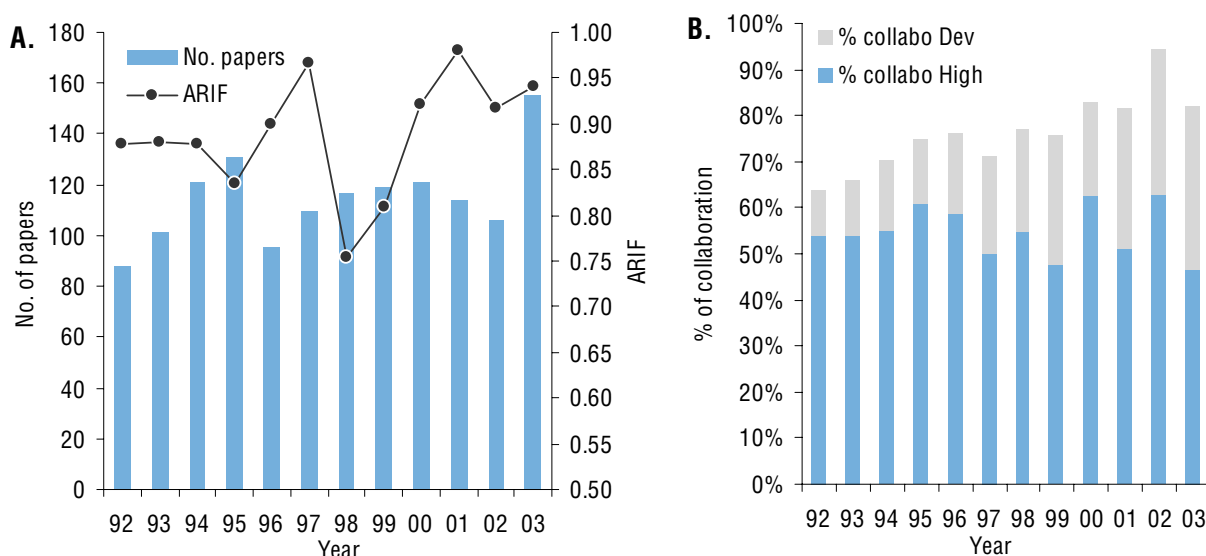 A.
No. papers
ARIF
No. of papers
180
160
140
120
100
80
60
40
20
0
1.00
0.95
0.90
0.85
0.80
0.75
0.70
0.65
0.60
0.55
0.50
ARIF
92 93 94 95 96 97 98 99 00 01 02 03
Year
B.
% collabo Dev
% collabo High
% of collaboration
100%
90%
80%
70%
60%
50%
40%
30%
20%
10%
0%
92 93 94 95 96 97 98 99 00 01 02 03
Year